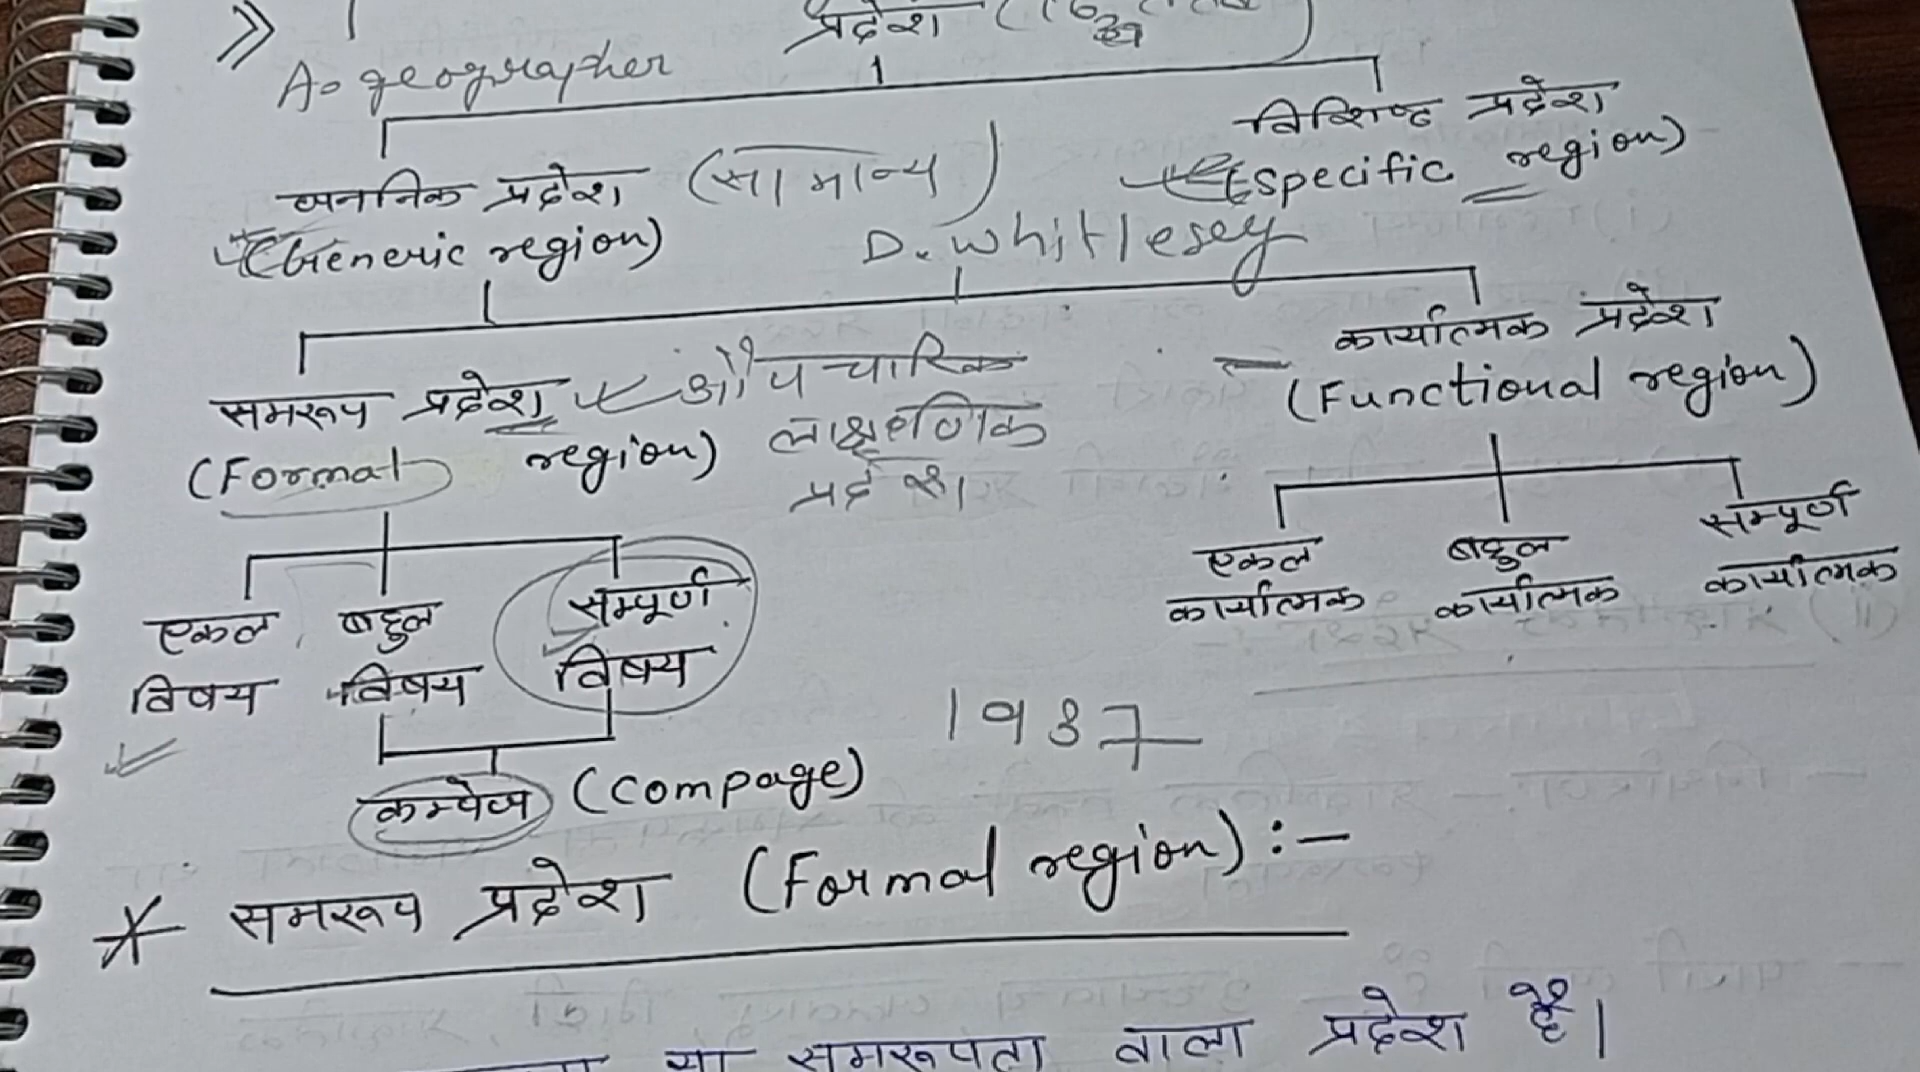 प्रदेश
A. geographer
विशिष्ट प्रदेश
(Specific region)
जननिक प्रदेश (सामान्य)
(Generic region)
D. Whittlesey
समरूप प्रदेश औपचारिक
(Formal region) लाक्षणिक
प्रदेश
कार्यात्मक प्रदेश
(Functional region)
एकल बहुल सम्पूर्ण
विषय विषय विषय
एकल बहुल सम्पूर्ण
कार्यात्मक कार्यात्मक कार्यात्मक
1937
कम्पेज (Compage)
* समरूप प्रदेश (Formal region) :-
या समरूपता वाला प्रदेश है।